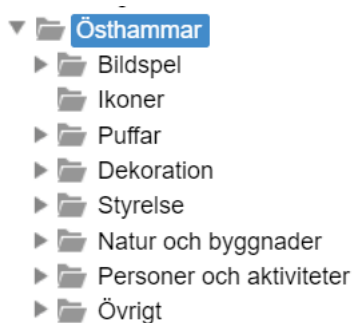 Östhammar
Bildspel
Ikoner
Puffar
Dekoration
Styrelse
Natur och byggnader
Personer och aktiviteter
Övrigt